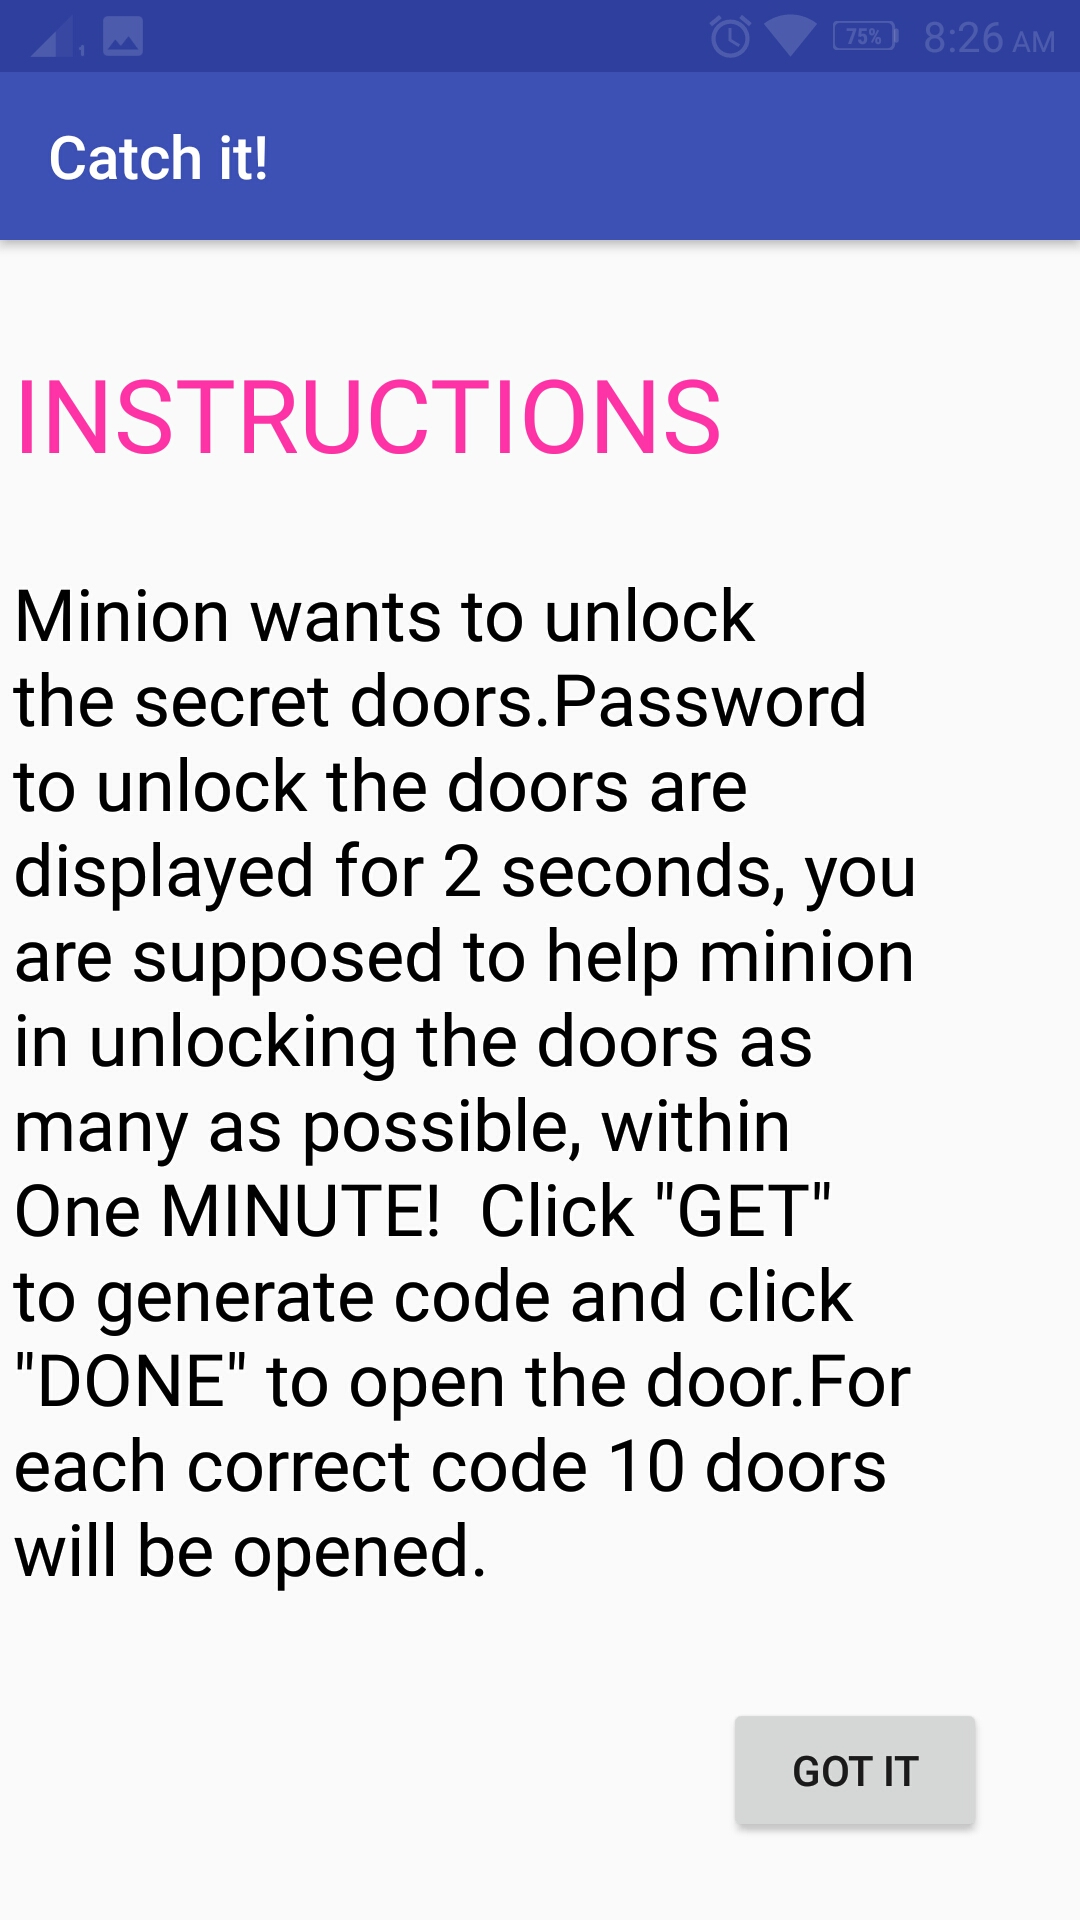 1 75% 8:26 AM
Catch it!
INSTRUCTIONS
Minion wants to unlock
the secret doors.Password
to unlock the doors are
displayed for 2 seconds, you
are supposed to help minion
in unlocking the doors as
many as possible, within
One MINUTE!  Click "GET"
to generate code and click
"DONE" to open the door.For
each correct code 10 doors
will be opened.
GOT IT